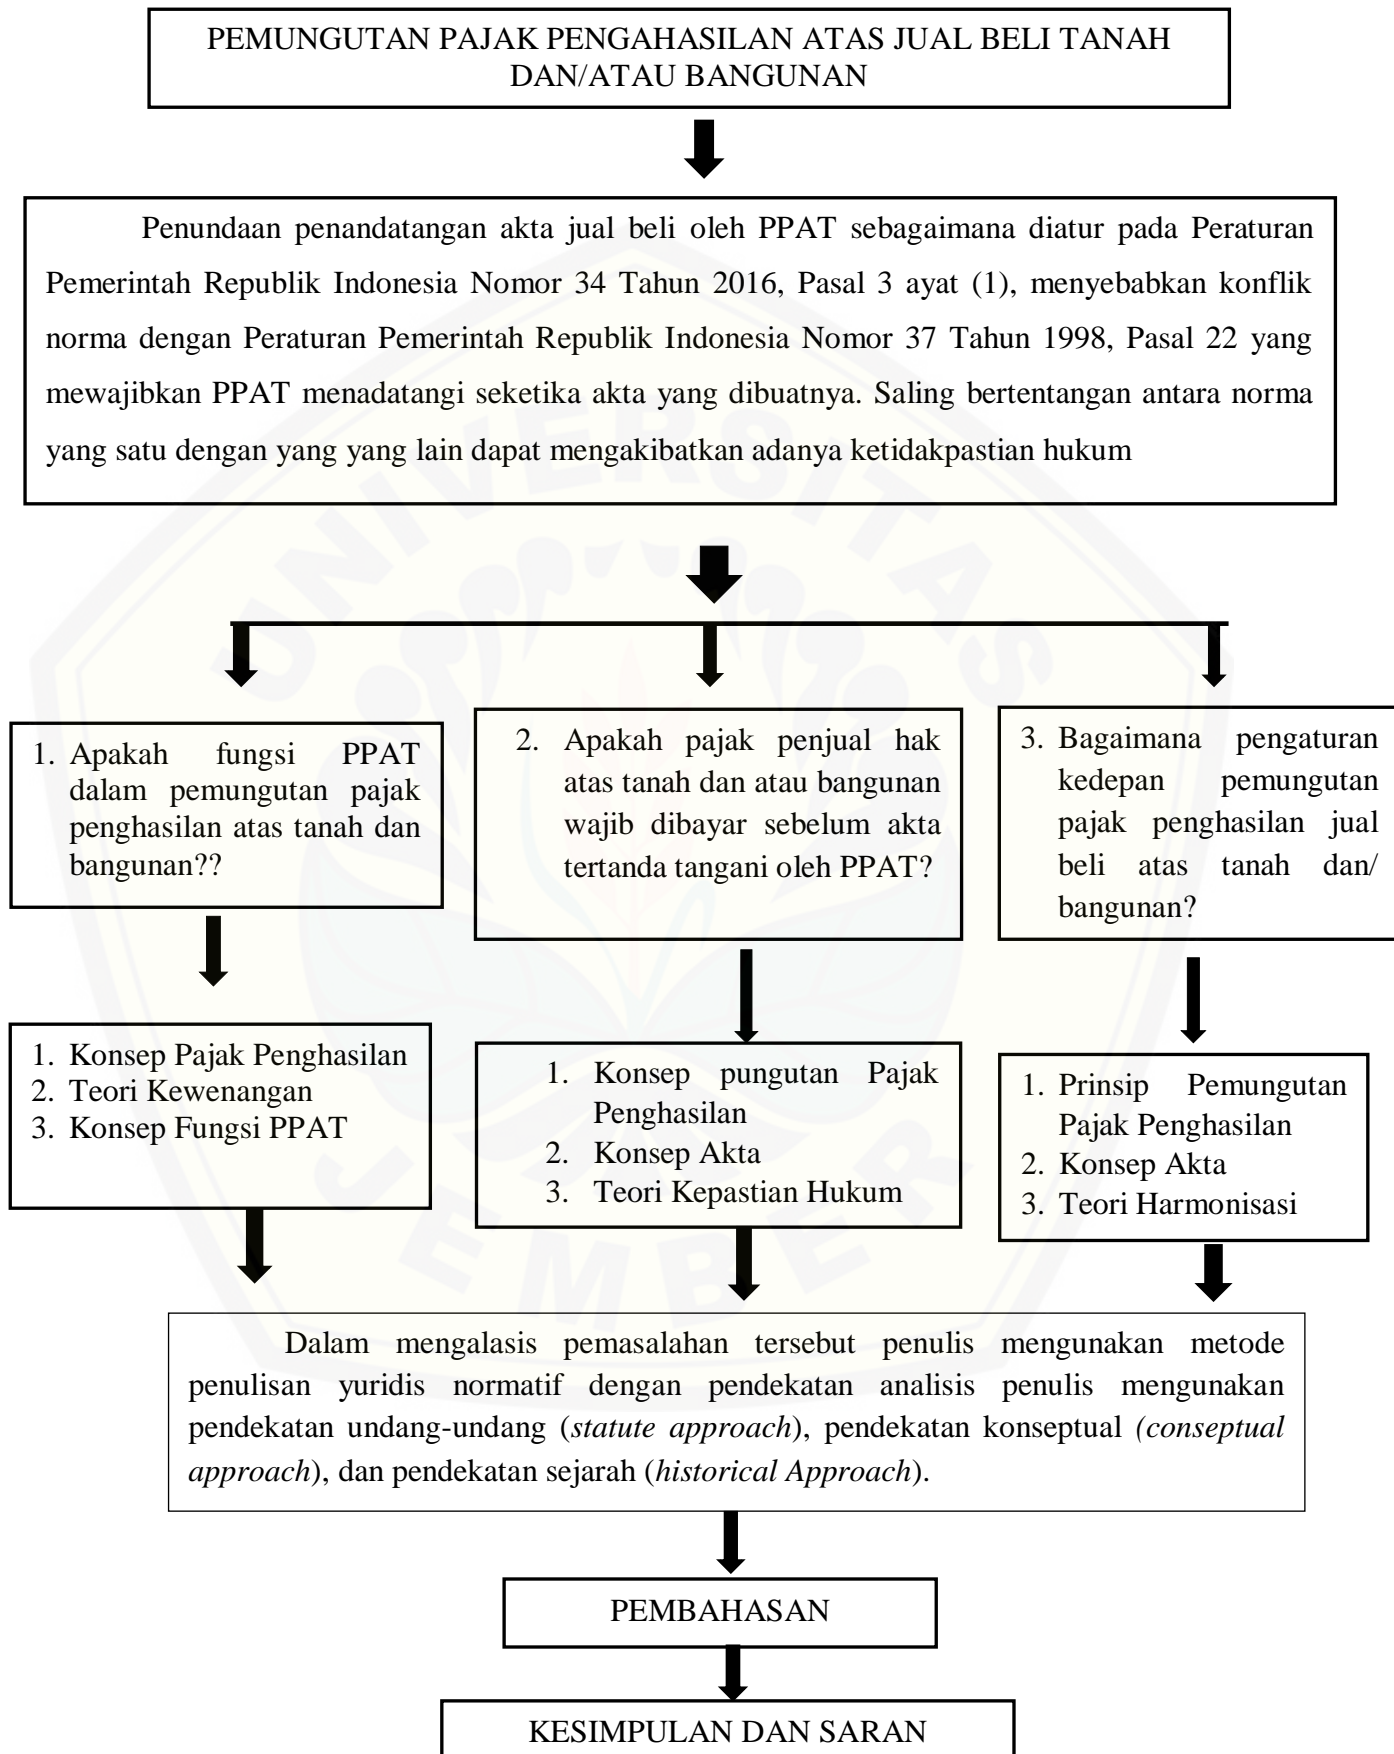 PEMUNGUTAN PAJAK PENGAHASILAN ATAS JUAL BELI TANAH
DAN/ATAU BANGUNAN
Penundaan penandatangan akta jual beli oleh PPAT sebagaimana diatur pada Peraturan
Pemerintah Republik Indonesia Nomor 34 Tahun 2016, Pasal 3 ayat (1), menyebabkan konflik
norma dengan Peraturan Pemerintah Republik Indonesia Nomor 37 Tahun 1998, Pasal 22 yang
mewajibkan PPAT menadatangi seketika akta yang dibuatnya. Saling bertentangan antara norma
yang satu dengan yang yang lain dapat mengakibatkan adanya ketidakpastian hukum
1. Apakah fungsi PPAT
dalam pemungutan pajak
penghasilan atas tanah dan
bangunan??
2. Apakah pajak penjual hak
atas tanah dan atau bangunan
wajib dibayar sebelum akta
tertanda tangani oleh PPAT?
3. Bagaimana pengaturan
kedepan pemungutan
pajak penghasilan jual
beli atas tanah dan/
bangunan?
1. Konsep Pajak Penghasilan
2. Teori Kewenangan
3. Konsep Fungsi PPAT
1. Konsep pungutan Pajak
Penghasilan
2. Konsep Akta
3. Teori Kepastian Hukum
1. Prinsip Pemungutan
Pajak Penghasilan
2. Konsep Akta
3. Teori Harmonisasi
Dalam mengalasis pemasalahan tersebut penulis mengunakan metode
penulisan yuridis normatif dengan pendekatan analisis penulis mengunakan
pendekatan undang-undang (statute approach), pendekatan konseptual (conseptual
approach), dan pendekatan sejarah (historical Approach).
PEMBAHASAN
KESIMPULAN DAN SARAN
UNIVERSITAS
JEMBER